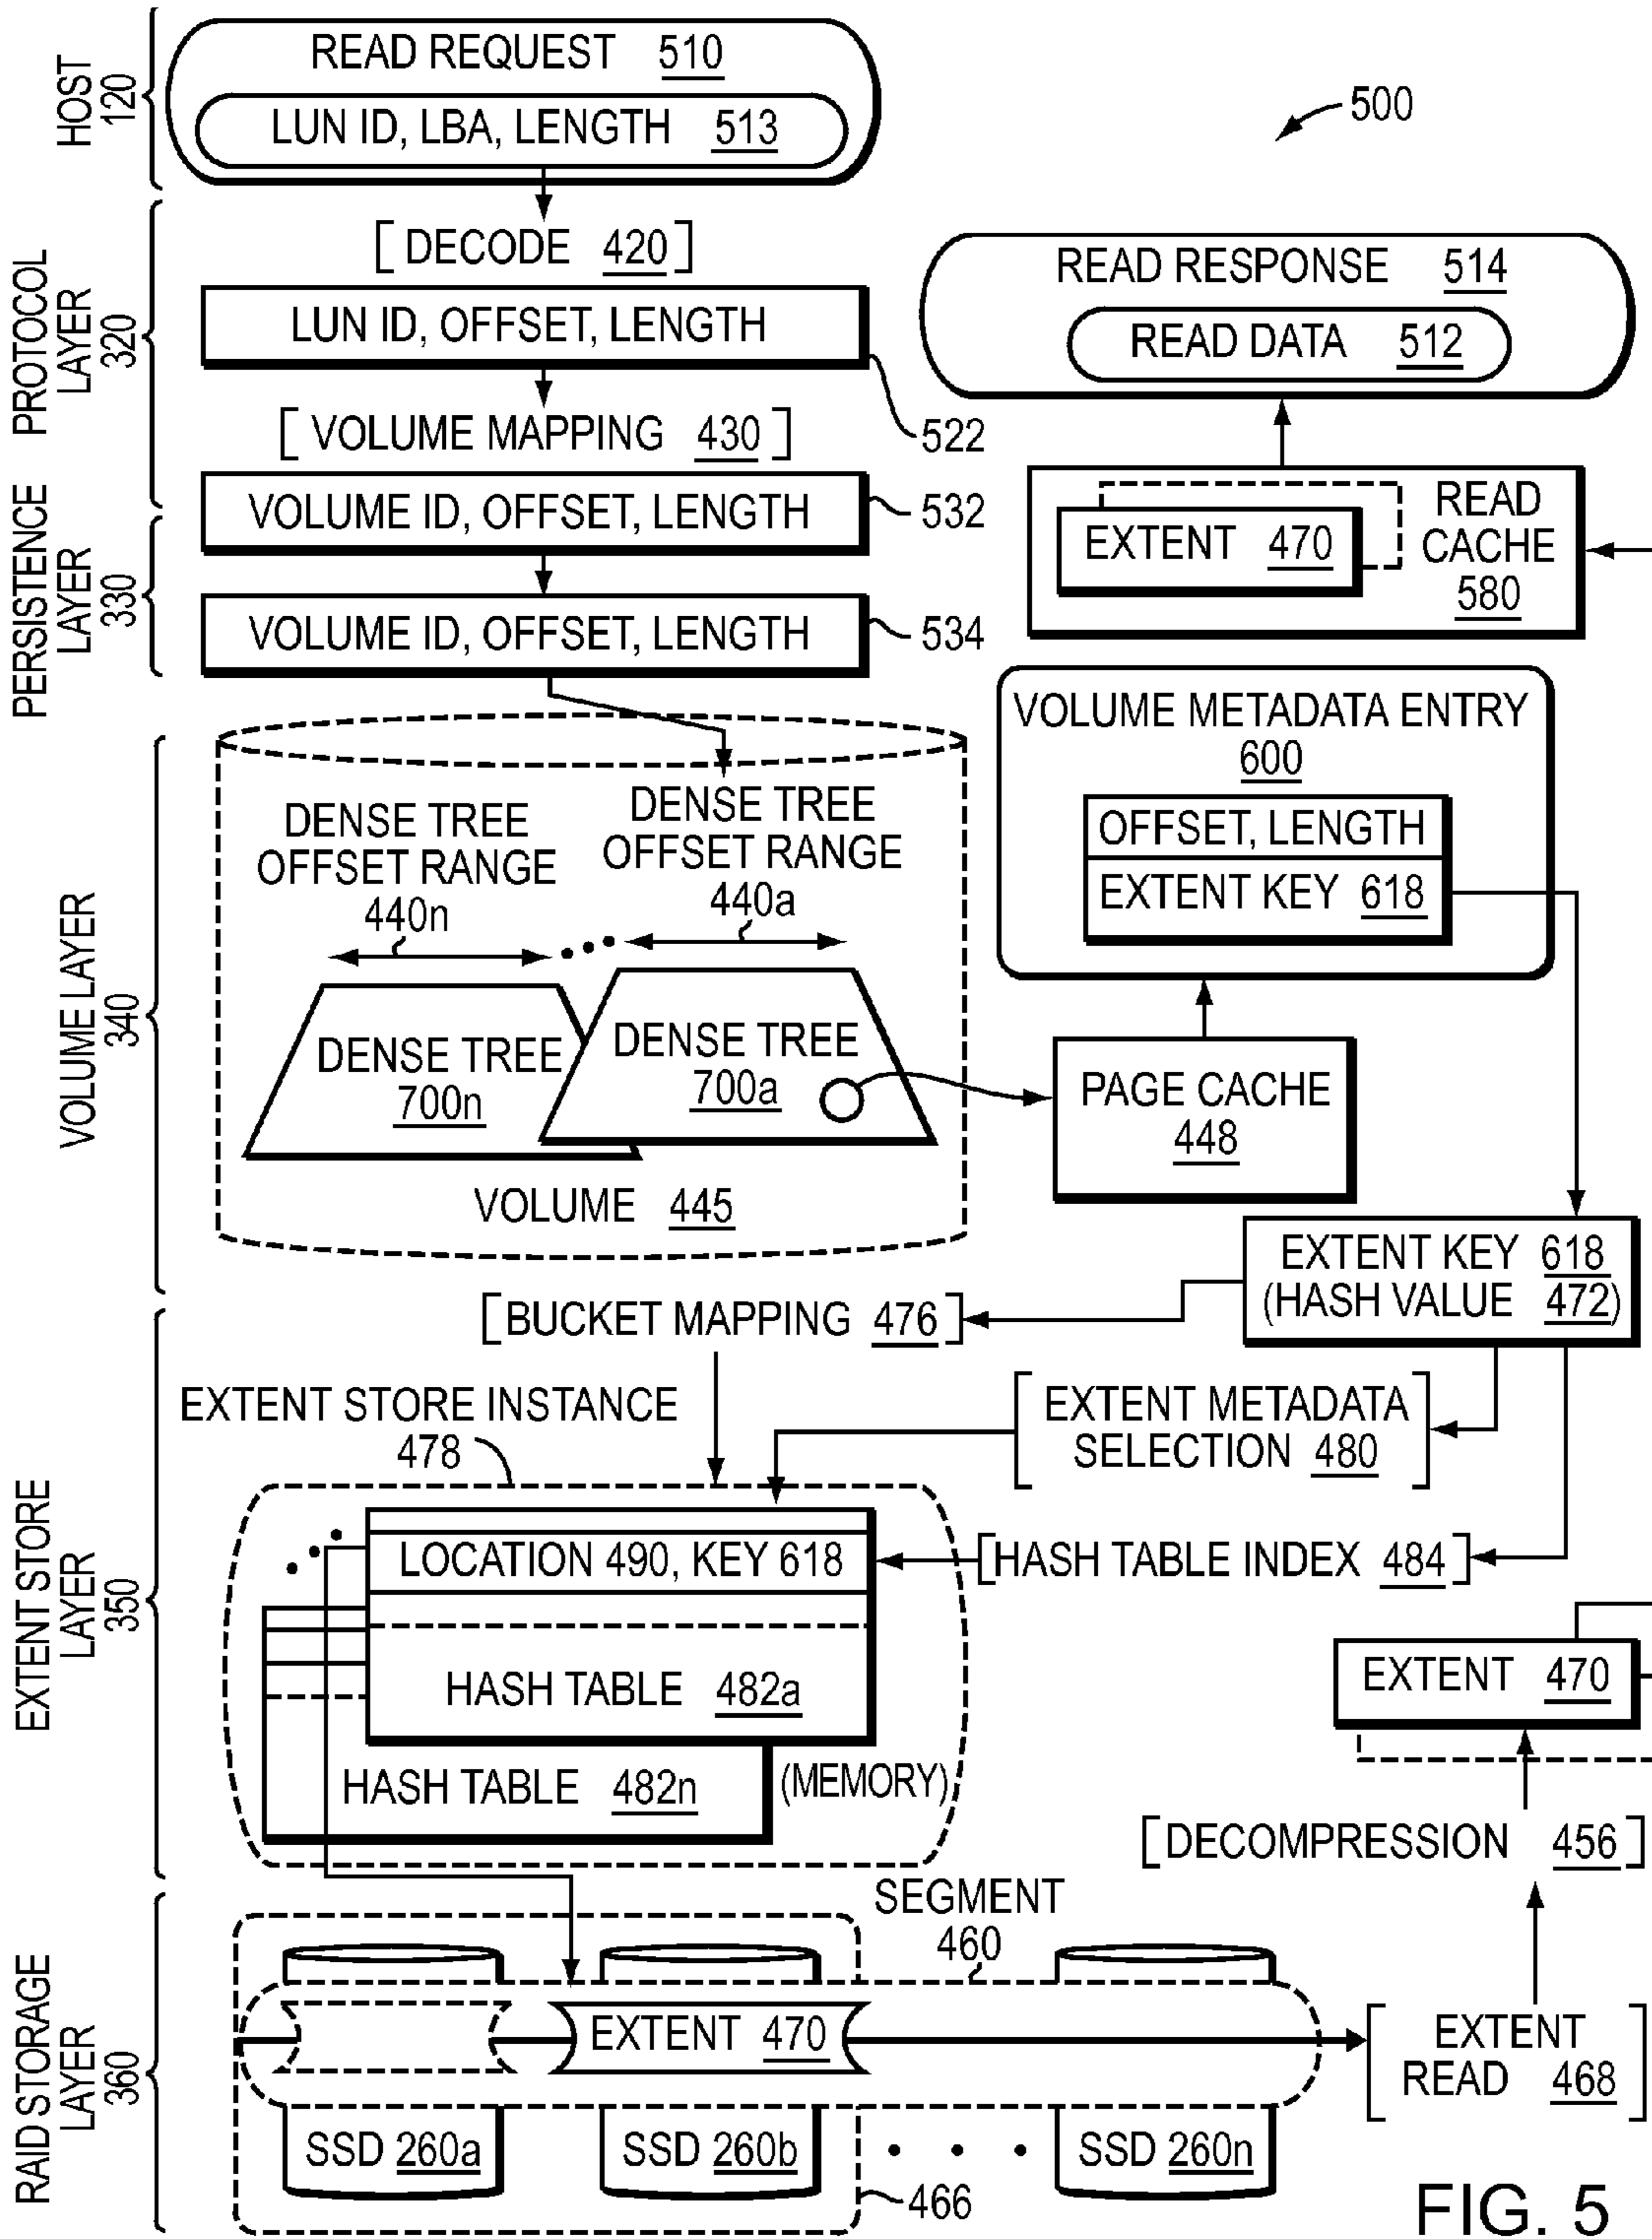 HOST
120
READ REQUEST 510
LUN ID, LBA, LENGTH 513
500
PROTOCOL
LAYER
320
[DECODE 420]
LUN ID, OFFSET, LENGTH
522
[VOLUME MAPPING 430]
VOLUME ID, OFFSET, LENGTH
532
PERSISTENCE
LAYER
330
VOLUME ID, OFFSET, LENGTH
534
READ RESPONSE 514
READ DATA 512
EXTENT 470
READ
CACHE
580
VOLUME LAYER
340
DENSE TREE
OFFSET RANGE
440n
DENSE TREE
OFFSET RANGE
440a
DENSE TREE
700n
DENSE TREE
700a
VOLUME 445
VOLUME METADATA ENTRY
600
OFFSET, LENGTH
EXTENT KEY 618
PAGE CACHE
448
EXTENT KEY 618
(HASH VALUE 472)
EXTENT STORE
LAYER
350
[BUCKET MAPPING 476]
EXTENT STORE INSTANCE
478
[EXTENT METADATA
SELECTION 480]
LOCATION 490, KEY 618
[HASH TABLE INDEX 484]
HASH TABLE 482a
HASH TABLE 482n
(MEMORY)
EXTENT 470
[DECOMPRESSION 456]
RAID STORAGE
LAYER
360
SEGMENT
460
EXTENT 470
[EXTENT
READ 468]
SSD 260a
SSD 260b
. . .
SSD 260n
466
FIG. 5